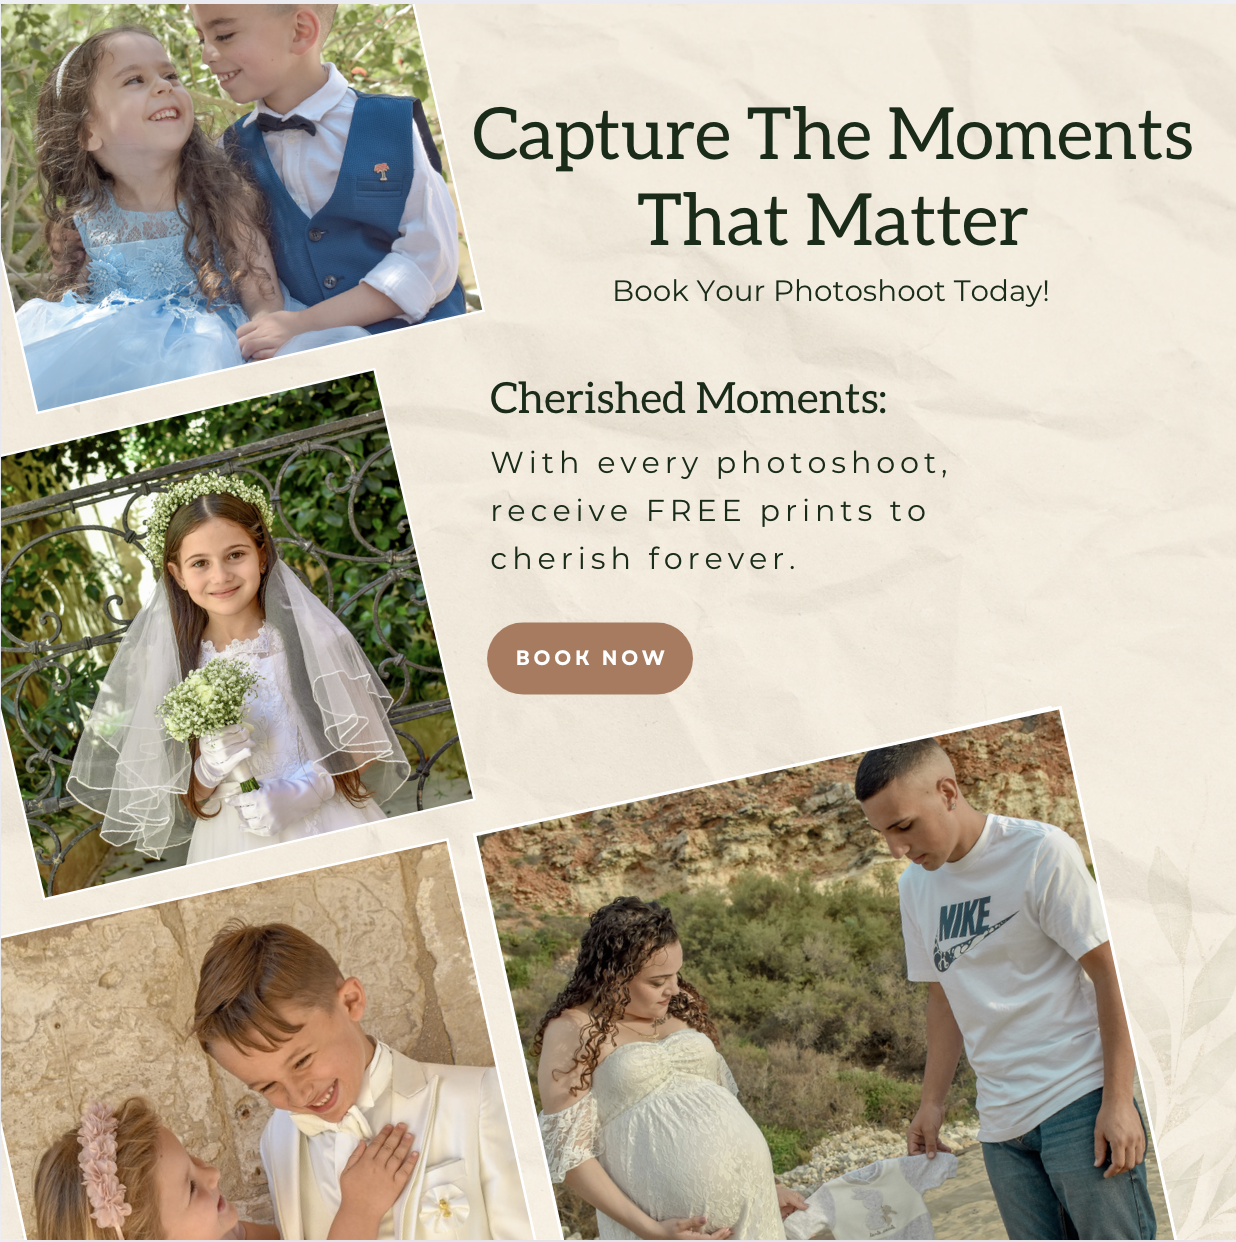 Capture The Moments
That Matter
Book Your Photoshoot Today!
Cherished Moments:
With every photoshoot,
receive FREE prints to
cherish forever.
BOOK NOW
NIKE